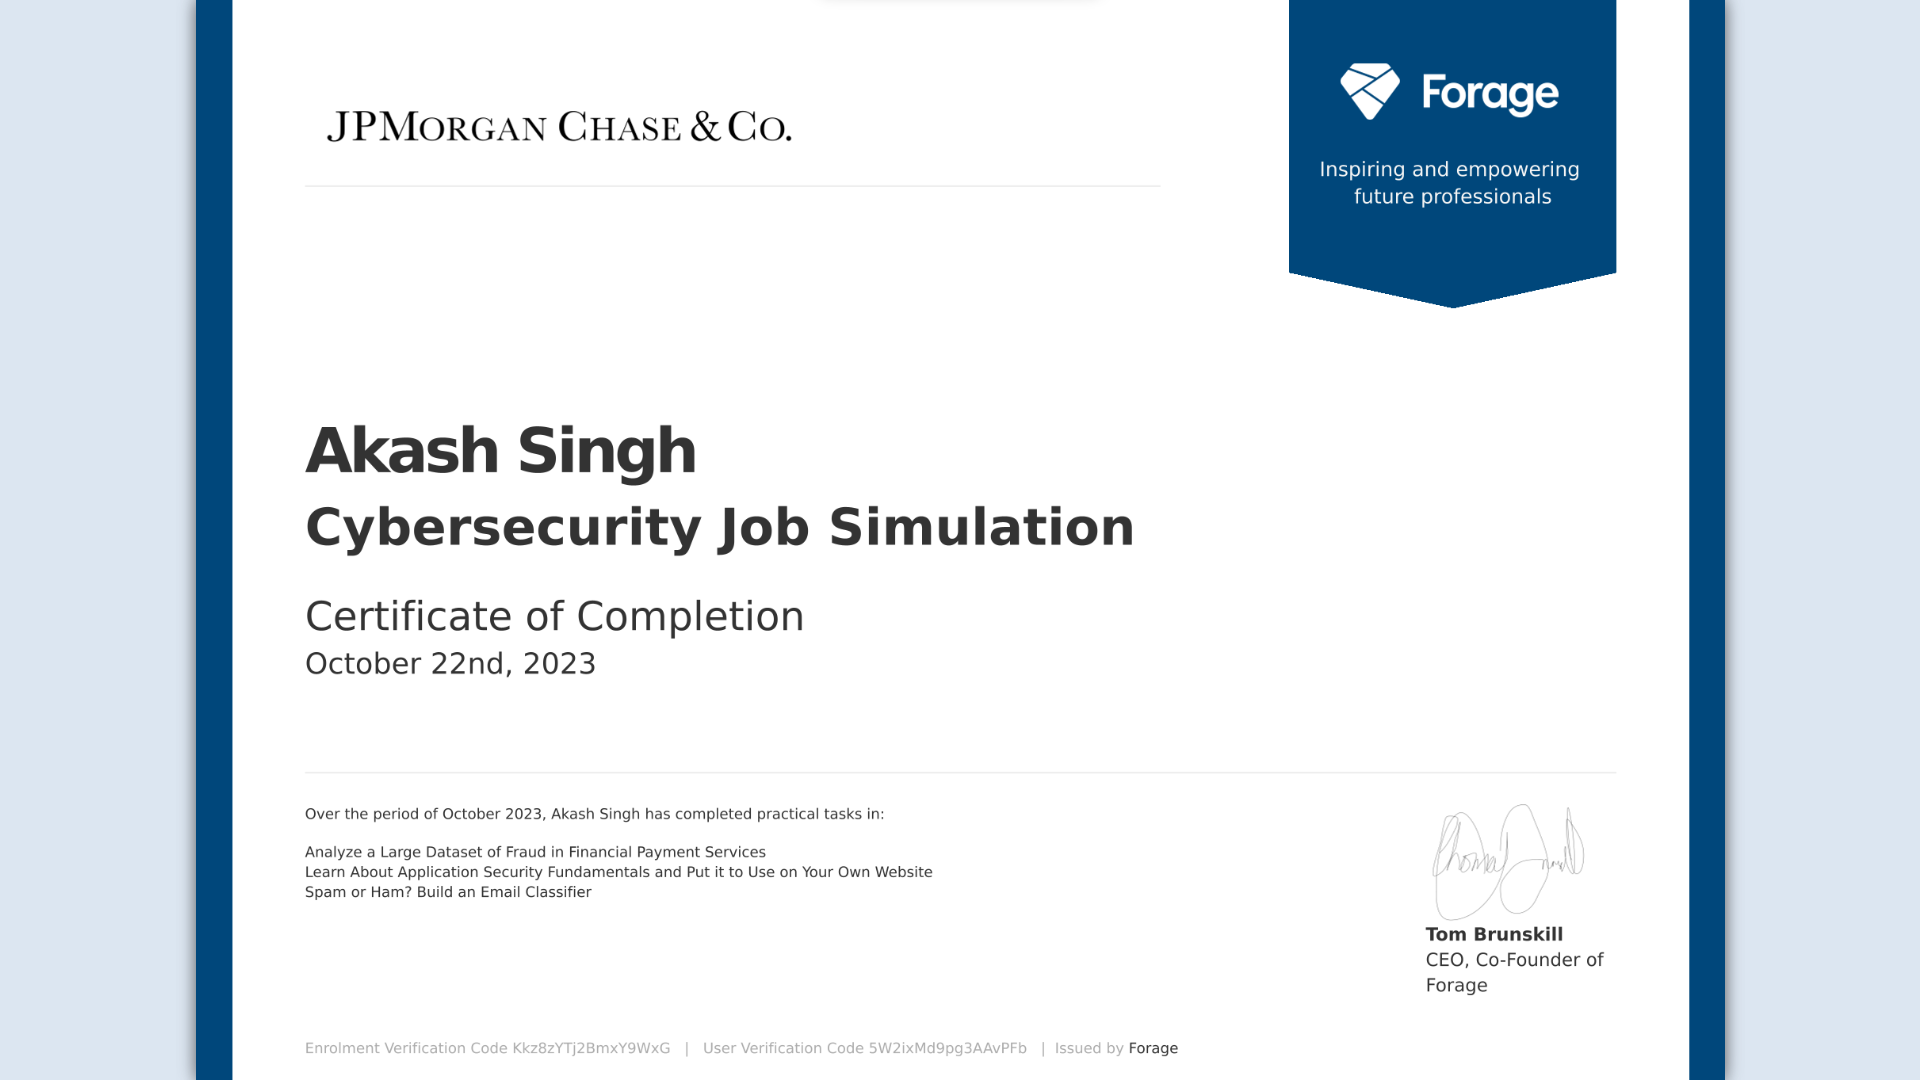 JPMORGAN CHASE & CO.
Forage
Inspiring and empowering
future professionals
Akash Singh
Cybersecurity Job Simulation
Certificate of Completion
October 22nd, 2023
Over the period of October 2023, Akash Singh has completed practical tasks in:
Analyze a Large Dataset of Fraud in Financial Payment Services
Learn About Application Security Fundamentals and Put it to Use on Your Own Website
Spam or Ham? Build an Email Classifier
Tom Brunskill
CEO, Co-Founder of
Forage
Enrolment Verification Code Kkz8zYTj2BmxY9WxG | User Verification Code 5W2ixMd9pg3AAvPFb | Issued by Forage